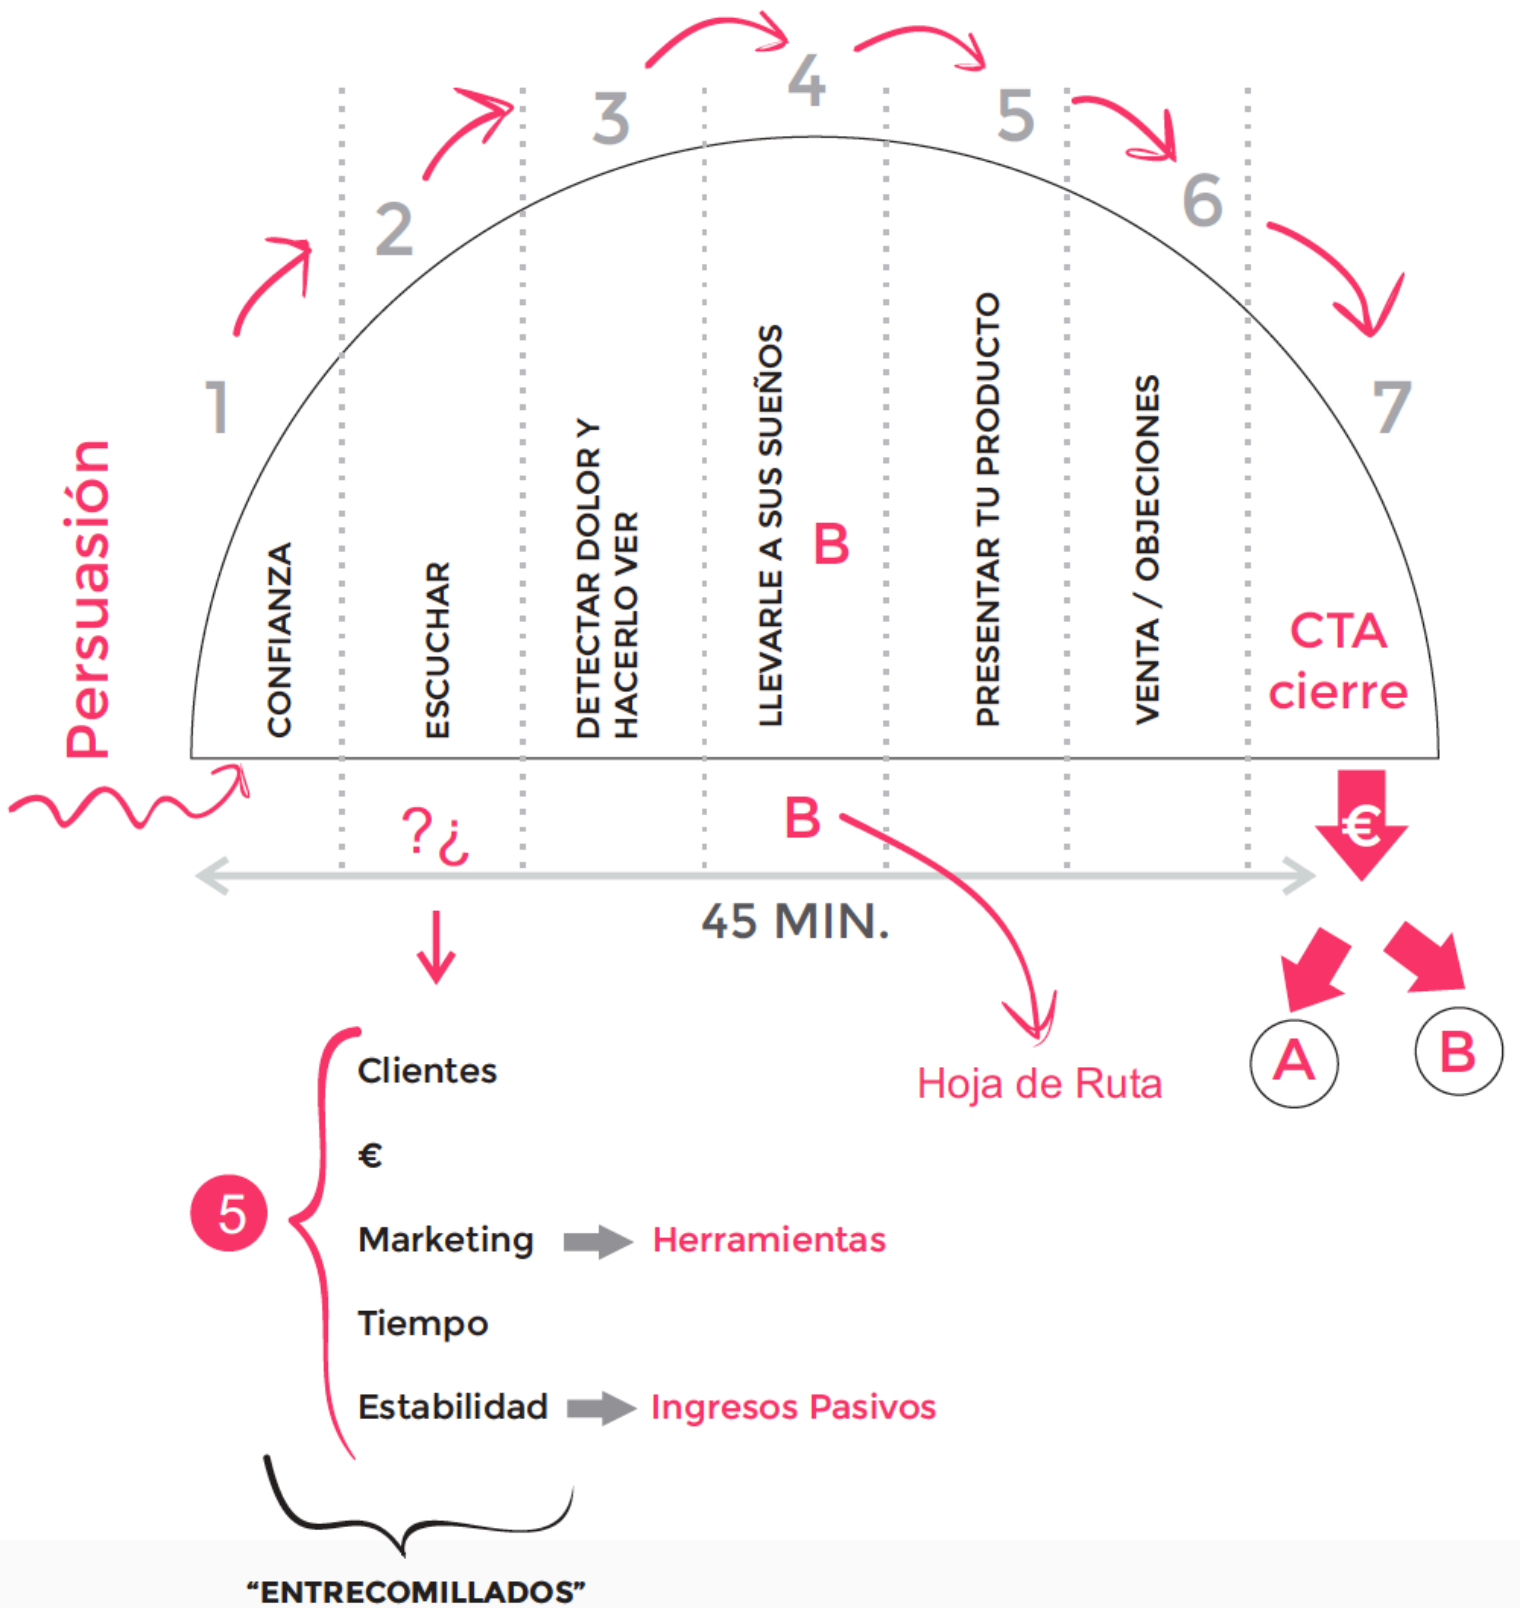 1
2
3
4
5
6
7
Persuasión
CONFIANZA
ESCUCHAR
DETECTAR DOLOR Y
HACERLO VER
LLEVARLE A SUS SUEÑOS
B
PRESENTAR TU PRODUCTO
VENTA / OBJECIONES
CTA
cierre
?¿
B
€
45 MIN.
Hoja de Ruta
A
B
5
Clientes
€
Marketing
Herramientas
Tiempo
Estabilidad
Ingresos Pasivos
“ENTRECOMILLADOS”